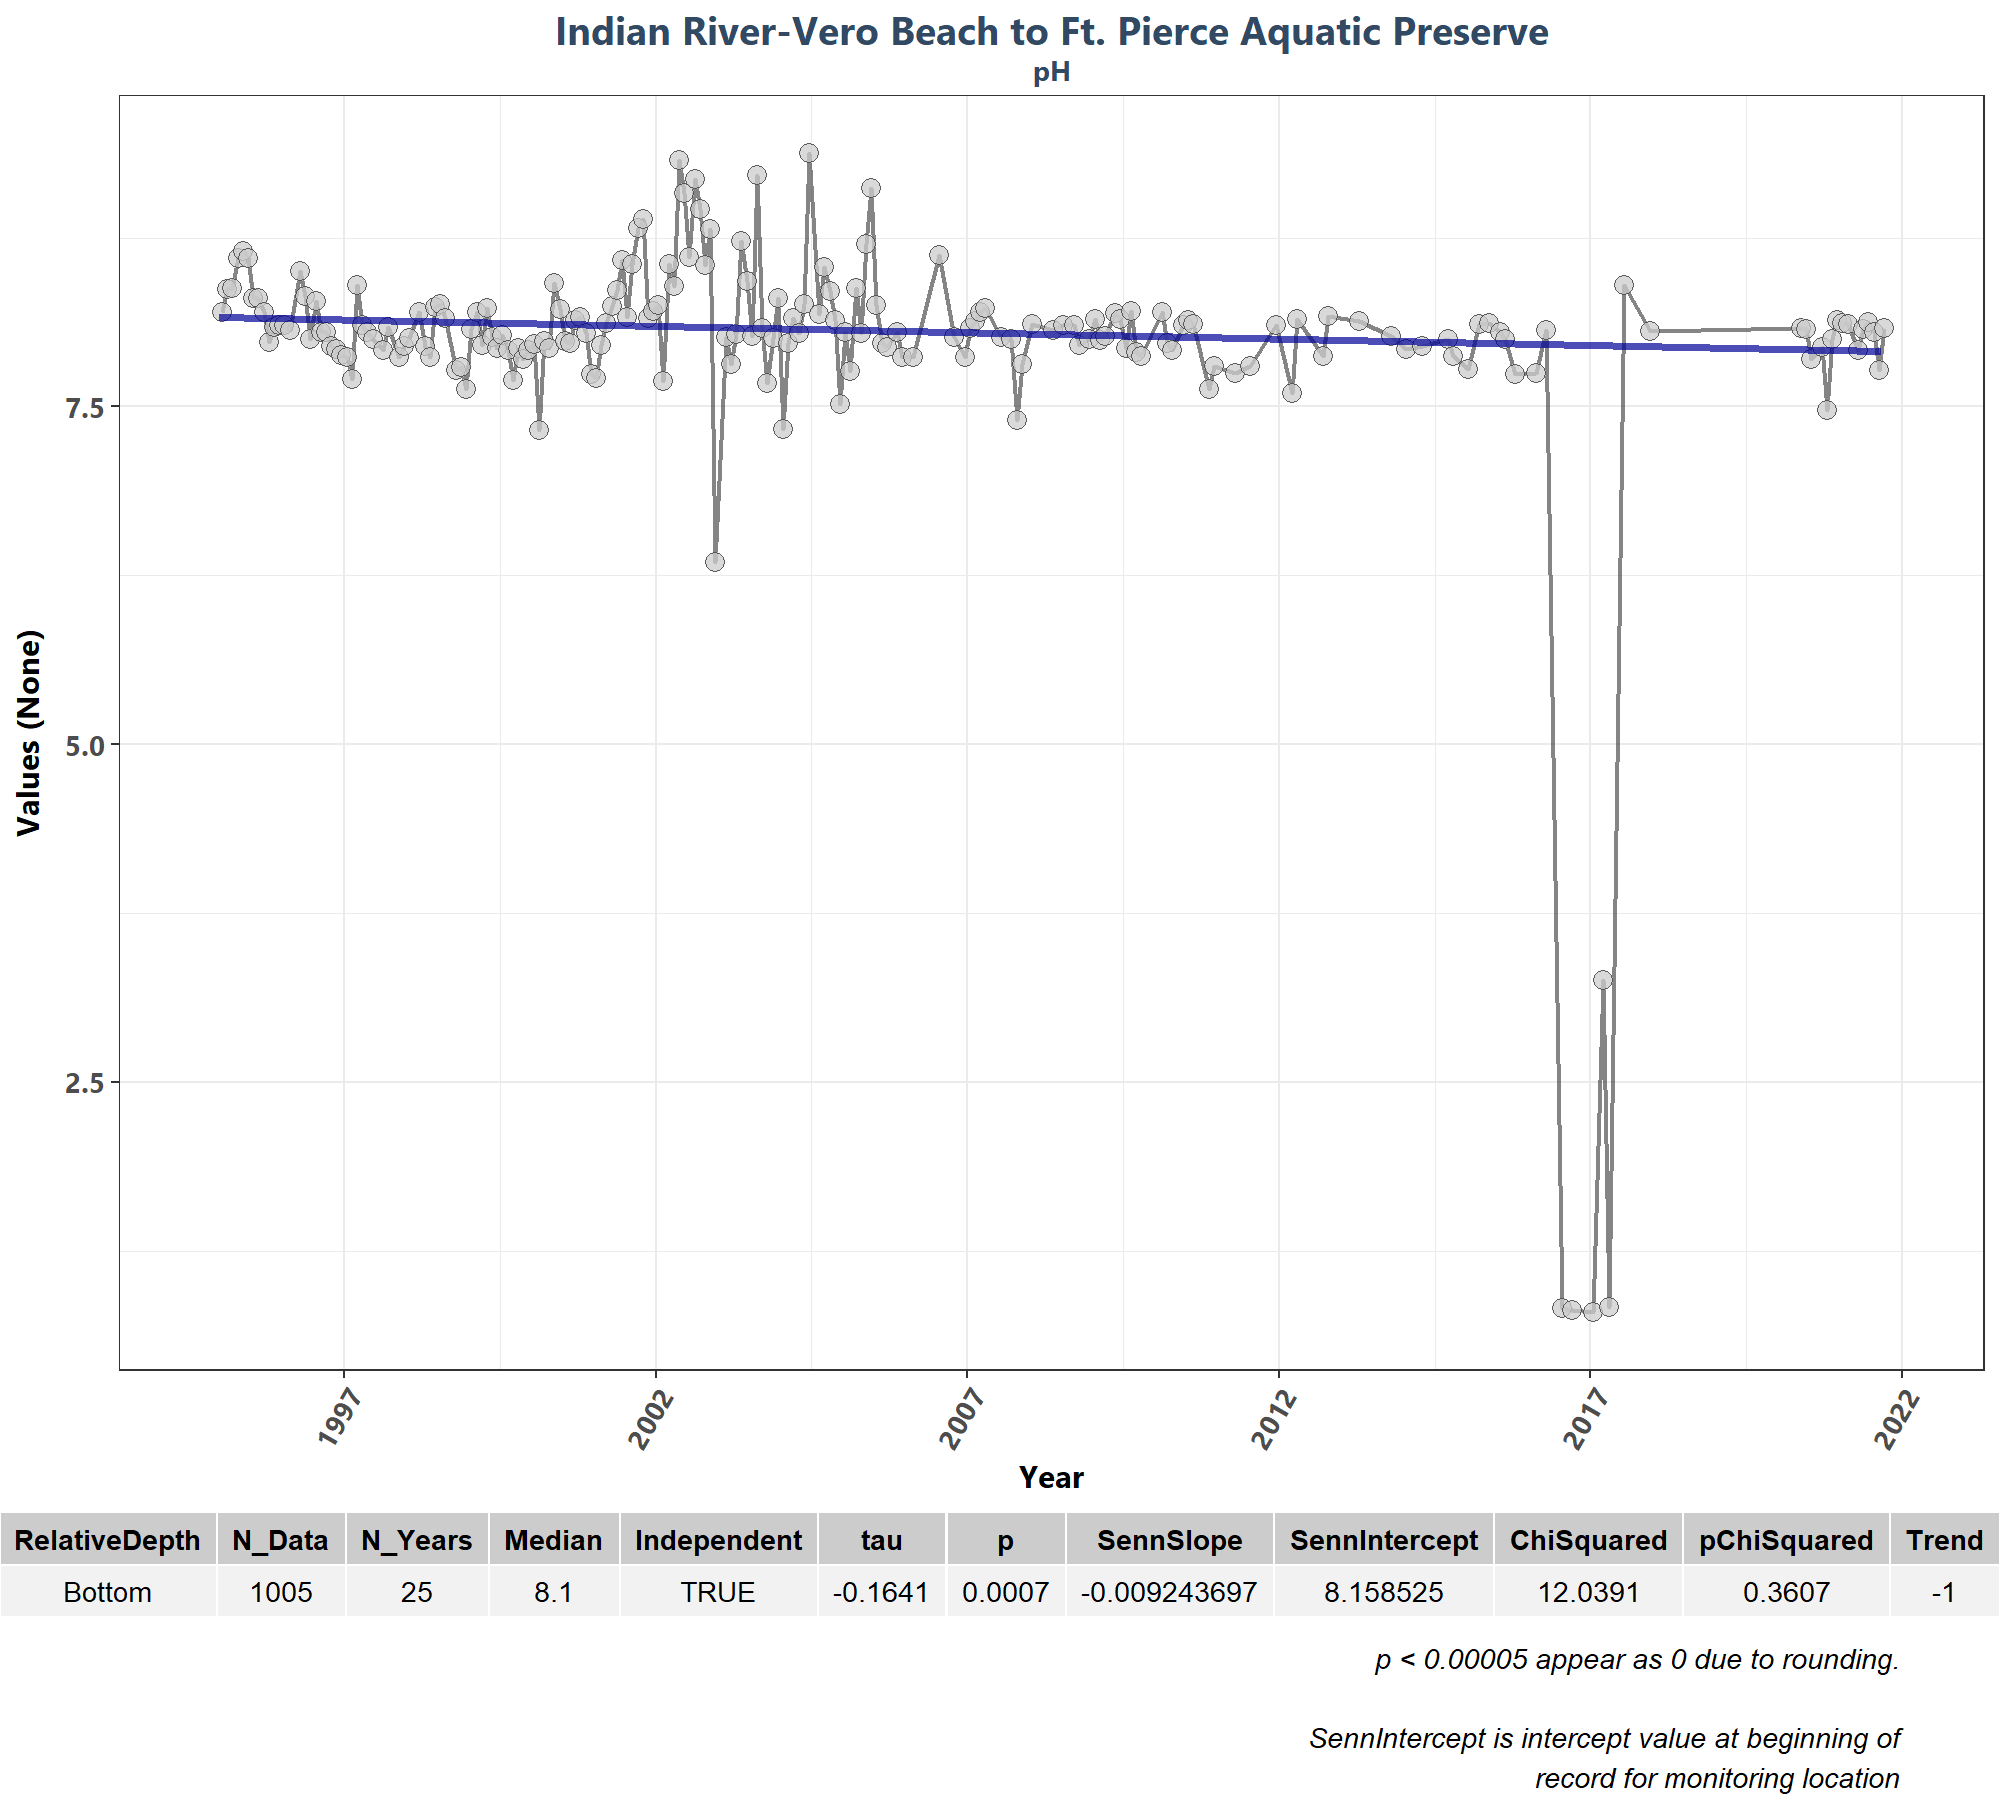 Indian River-Vero Beach to Ft. Pierce Aquatic Preserve
pH
Values (None)
7.5
5.0
2.5
1997
2002
2007
2012
2017
2022
Year
RelativeDepth N_Data N_Years Median Independent tau p SennSlope SennIntercept ChiSquared pChiSquared Trend
Bottom 1005 25 8.1 TRUE -0.1641 0.0007 -0.009243697 8.158525 12.0391 0.3607 -1
p < 0.00005 appear as 0 due to rounding.
SennIntercept is intercept value at beginning of
record for monitoring location